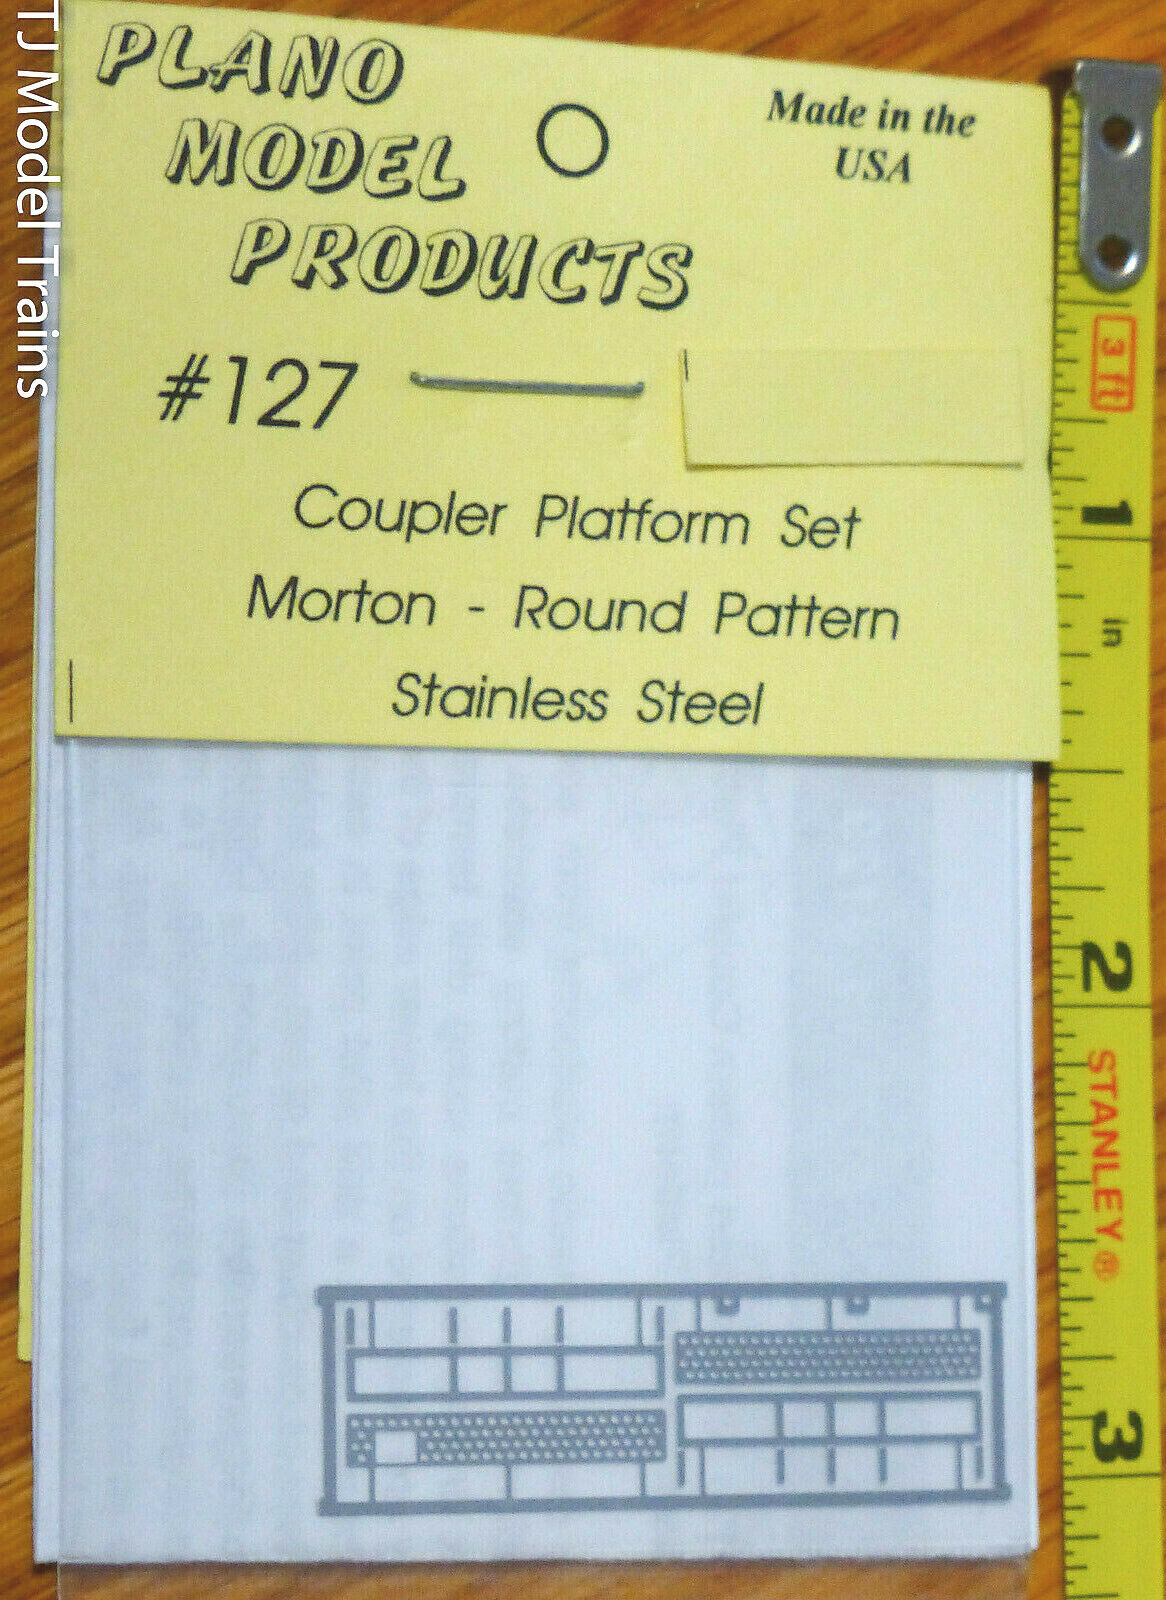 TJ Model Trains
PLANO
MODEL
PRODUCTS
Made in the
USA
#127
Coupler Platform Set
Morton - Round Pattern
Stainless Steel
3 ft
1
in
2
STANLEY®
3